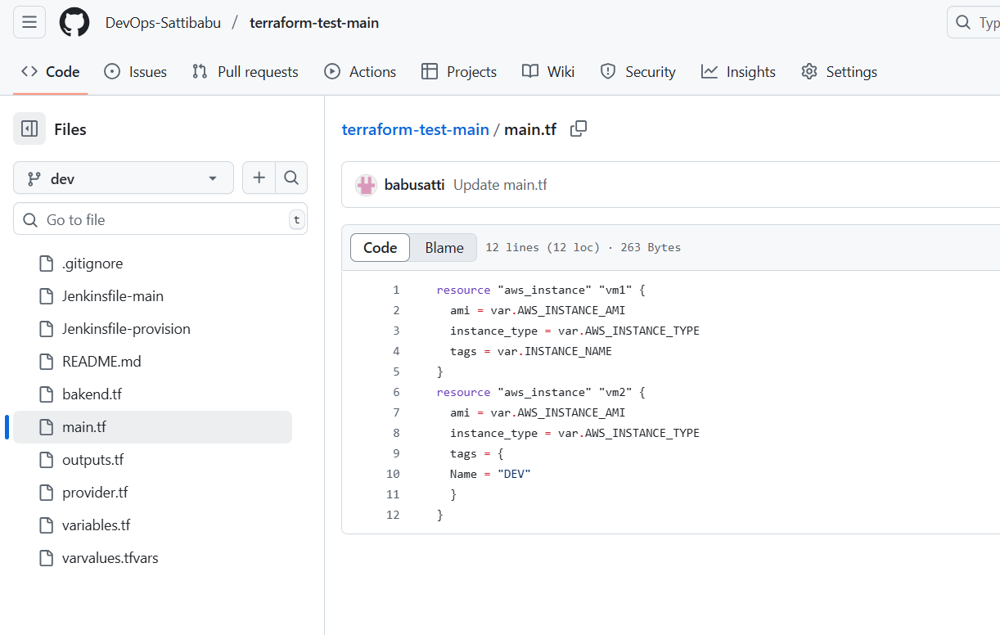 DevOps-Sattibabu / terraform-test-main
Typ
Code Issues Pull requests Actions Projects Wiki Security Insights Settings
Files
dev
Go to file t
.gitignore
Jenkinsfile-main
Jenkinsfile-provision
README.md
bakend.tf
main.tf
outputs.tf
provider.tf
variables.tf
varvalues.tfvars
terraform-test-main / main.tf
babusatti Update main.tf
Code Blame 12 lines (12 loc) · 263 Bytes
1 resource "aws_instance" "vm1" {
2 ami = var.AWS_INSTANCE_AMI
3 instance_type = var.AWS_INSTANCE_TYPE
4 tags = var.INSTANCE_NAME
5 }
6 resource "aws_instance" "vm2" {
7 ami = var.AWS_INSTANCE_AMI
8 instance_type = var.AWS_INSTANCE_TYPE
9 tags = {
10 Name = "DEV"
11 }
12 }